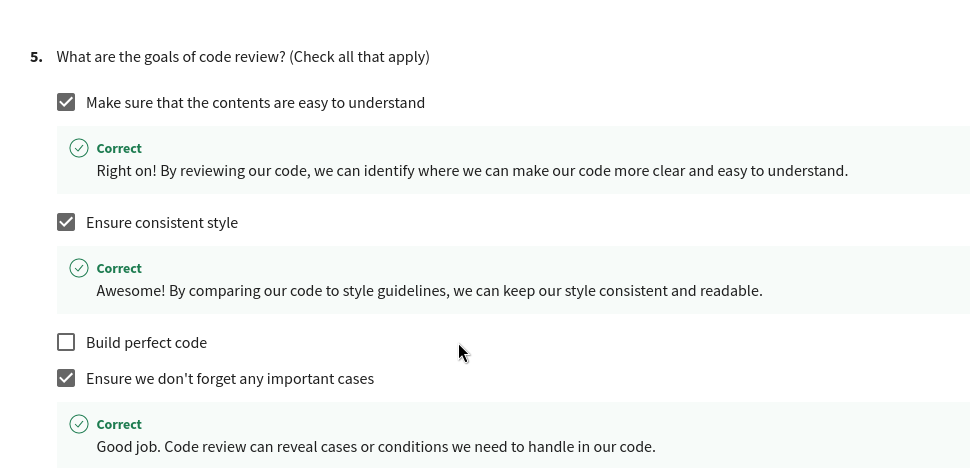 5. What are the goals of code review? (Check all that apply)
Make sure that the contents are easy to understand
Correct
Right on! By reviewing our code, we can identify where we can make our code more clear and easy to understand.
Ensure consistent style
Correct
Awesome! By comparing our code to style guidelines, we can keep our style consistent and readable.
Build perfect code
Ensure we don't forget any important cases
Correct
Good job. Code review can reveal cases or conditions we need to handle in our code.